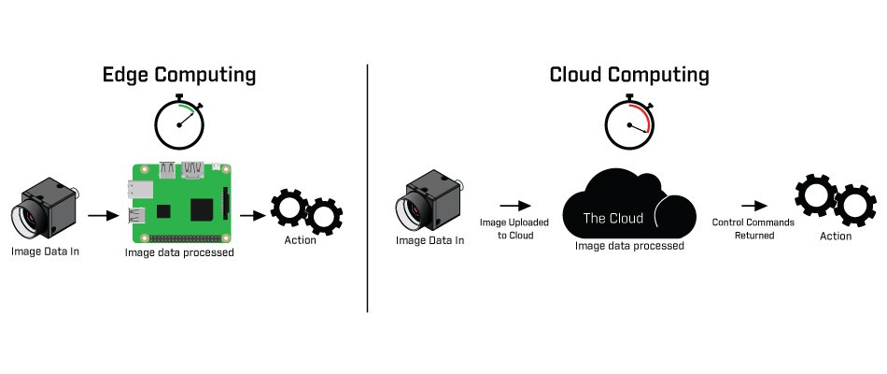 Edge Computing
Image Data In
Image data processed
Action
Cloud Computing
Image Data In
Image Uploaded
to Cloud
The Cloud
Image data processed
Control Commands
Returned
Action